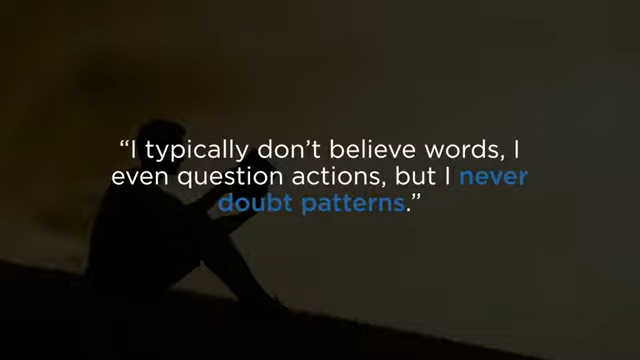 “I typically don’t believe words, I
even question actions, but I never
doubt patterns.”